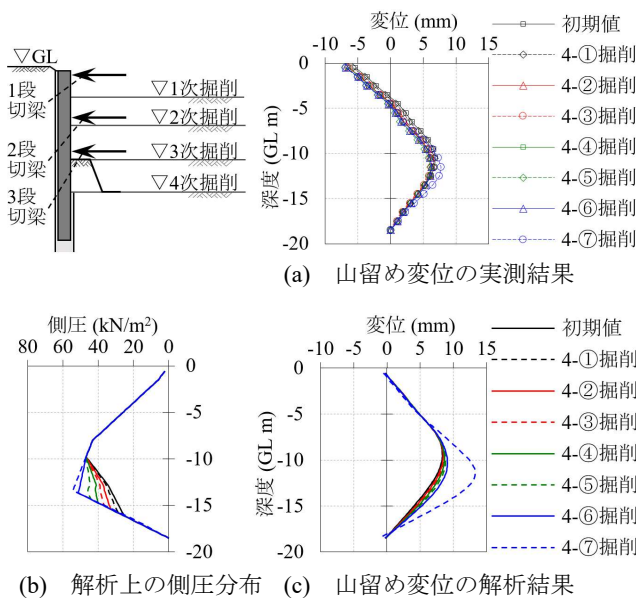 ▽GL
1段
切梁
2段
切梁
3段
切梁
▽1次掘削
▽2次掘削
▽3次掘削
▽4次掘削
変位 (mm)
-10 -5 0 5 10 15
0
-5
-10
-15
-20
深度 (GL m)
初期値
4-①掘削
4-②掘削
4-③掘削
4-④掘削
4-⑤掘削
4-⑥掘削
4-⑦掘削
(a) 山留め変位の実測結果
側圧 (kN/m²)
80 60 40 20 0
0
-5
-10
-15
-20
(b) 解析上の側圧分布
変位 (mm)
-10 -5 0 5 10 15
深度 (GL m)
初期値
4-①掘削
4-②掘削
4-③掘削
4-④掘削
4-⑤掘削
4-⑥掘削
4-⑦掘削
(c) 山留め変位の解析結果